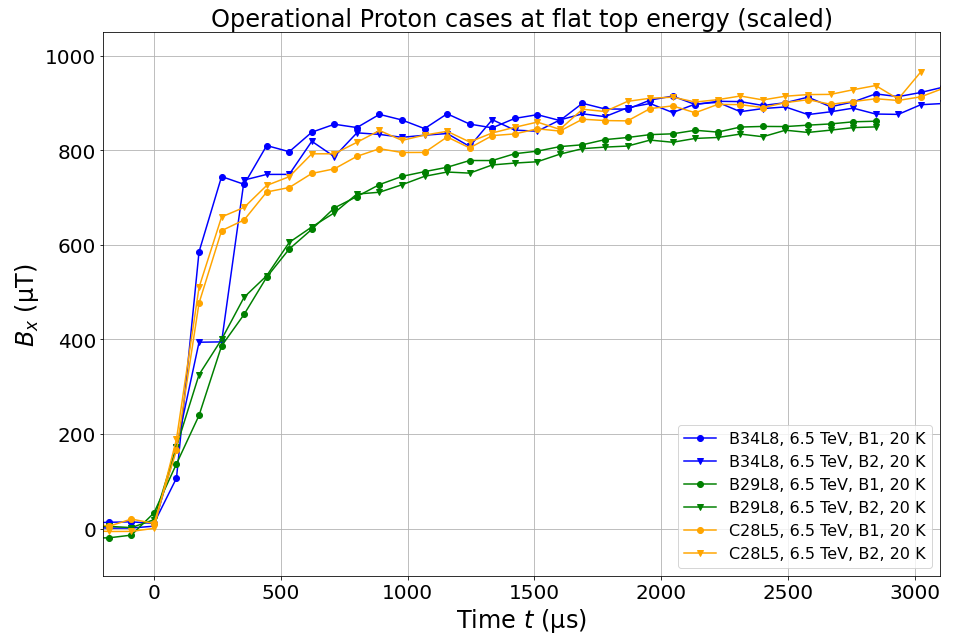 Operational Proton cases at flat top energy (scaled)
1000
800
600
400
200
0
Bₓ (μT)
0 500 1000 1500 2000 2500 3000
Time t (μs)
B34L8, 6.5 TeV, B1, 20 K
B34L8, 6.5 TeV, B2, 20 K
B29L8, 6.5 TeV, B1, 20 K
B29L8, 6.5 TeV, B2, 20 K
C28L5, 6.5 TeV, B1, 20 K
C28L5, 6.5 TeV, B2, 20 K